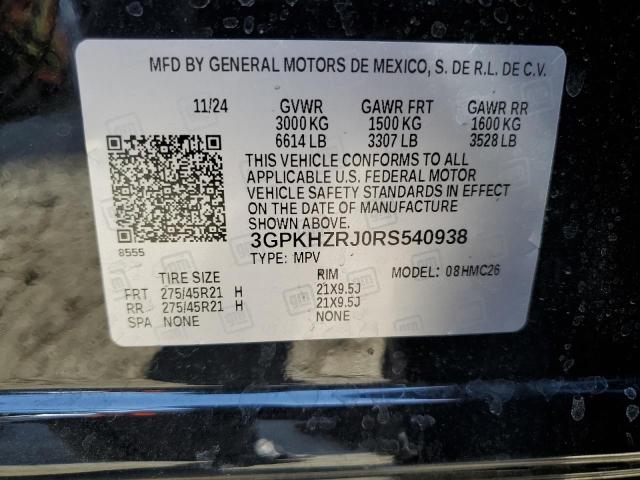 MFD BY GENERAL MOTORS DE MEXICO, S. DE R.L. DE C.V.
11/24 GVWR GAWR FRT GAWR RR
3000 KG 1500 KG 1600 KG
6614 LB 3307 LB 3528 LB
THIS VEHICLE CONFORMS TO ALL
APPLICABLE U.S. FEDERAL MOTOR
VEHICLE SAFETY STANDARDS IN EFFECT
ON THE DATE OF MANUFACTURE
SHOWN ABOVE.
3GPKHZRJ0RS540938
8555 TYPE: MPV
TIRE SIZE RIM MODEL: 08HMC26
FRT 275/45R21 H 21X9.5J
RR 275/45R21 H 21X9.5J
SPA NONE NONE